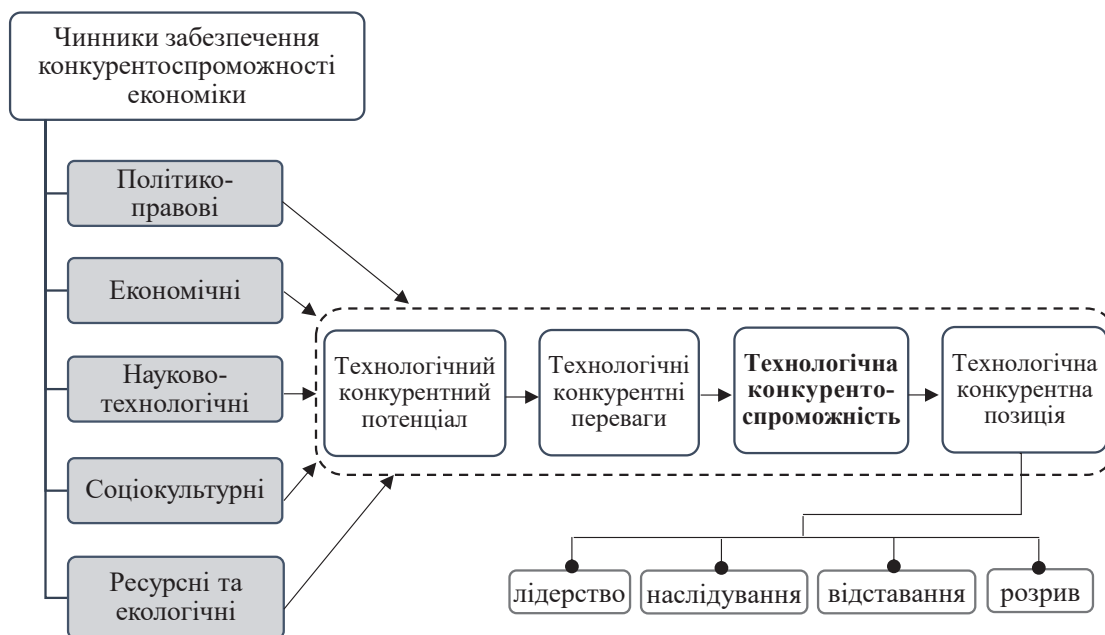 Чинники забезпечення
конкурентоспроможності
економіки
Політико-
правові
Економічні
Науково-
технологічні
Соціокультурні
Ресурсні та
екологічні
Технологічний
конкурентний
потенціал
Технологічні
конкурентні
переваги
Технологічна
конкуренто-
спроможність
Технологічна
конкурентна
позиція
лідерство
наслідування
відставання
розрив